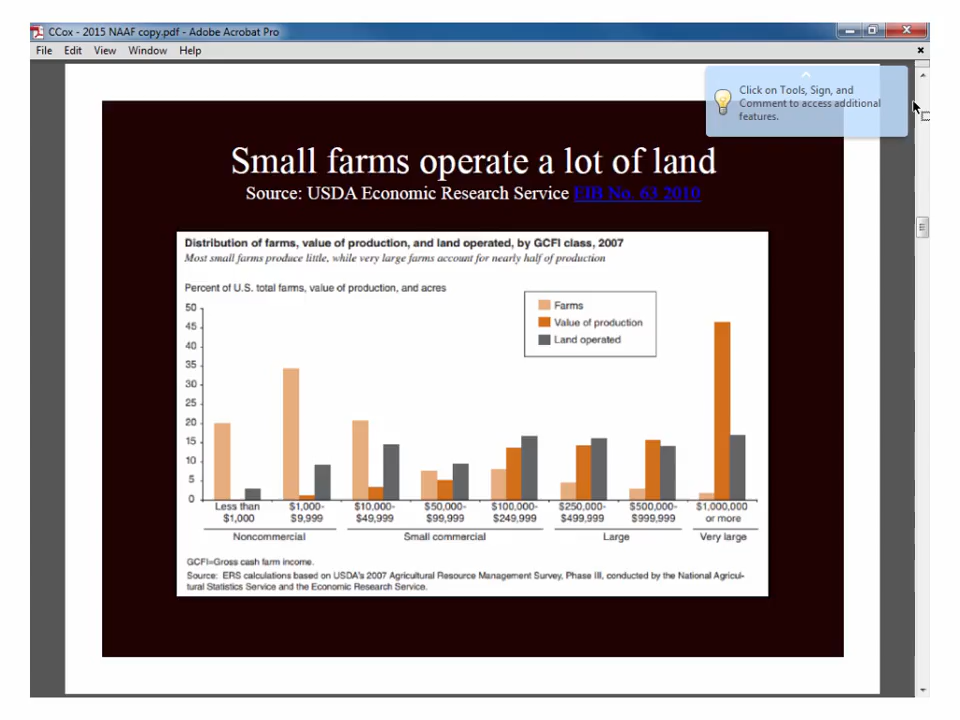 CCox - 2015 NAAF copy.pdf - Adobe Acrobat Pro
File Edit View Window Help
Click on Tools, Sign, and
Comment to access additional
features.
Small farms operate a lot of land
Source: USDA Economic Research Service EIB No. 63 2010
Distribution of farms, value of production, and land operated, by GCFI class, 2007
Most small farms produce little, while very large farms account for nearly half of production
Percent of U.S. total farms, value of production, and acres
50
45
40
35
30
25
20
15
10
5
0
Farms
Value of production
Land operated
Less than $1,000- $10,000- $50,000- $100,000- $250,000- $500,000- $1,000,000
$1,000 $9,999 $49,999 $99,999 $249,999 $499,999 $999,999 or more
Noncommercial Small commercial Large Very large
GCFI=Gross cash farm income.
Source: ERS calculations based on USDA's 2007 Agricultural Resource Management Survey, Phase III, conducted by the National Agricul-
tural Statistics Service and the Economic Research Service.